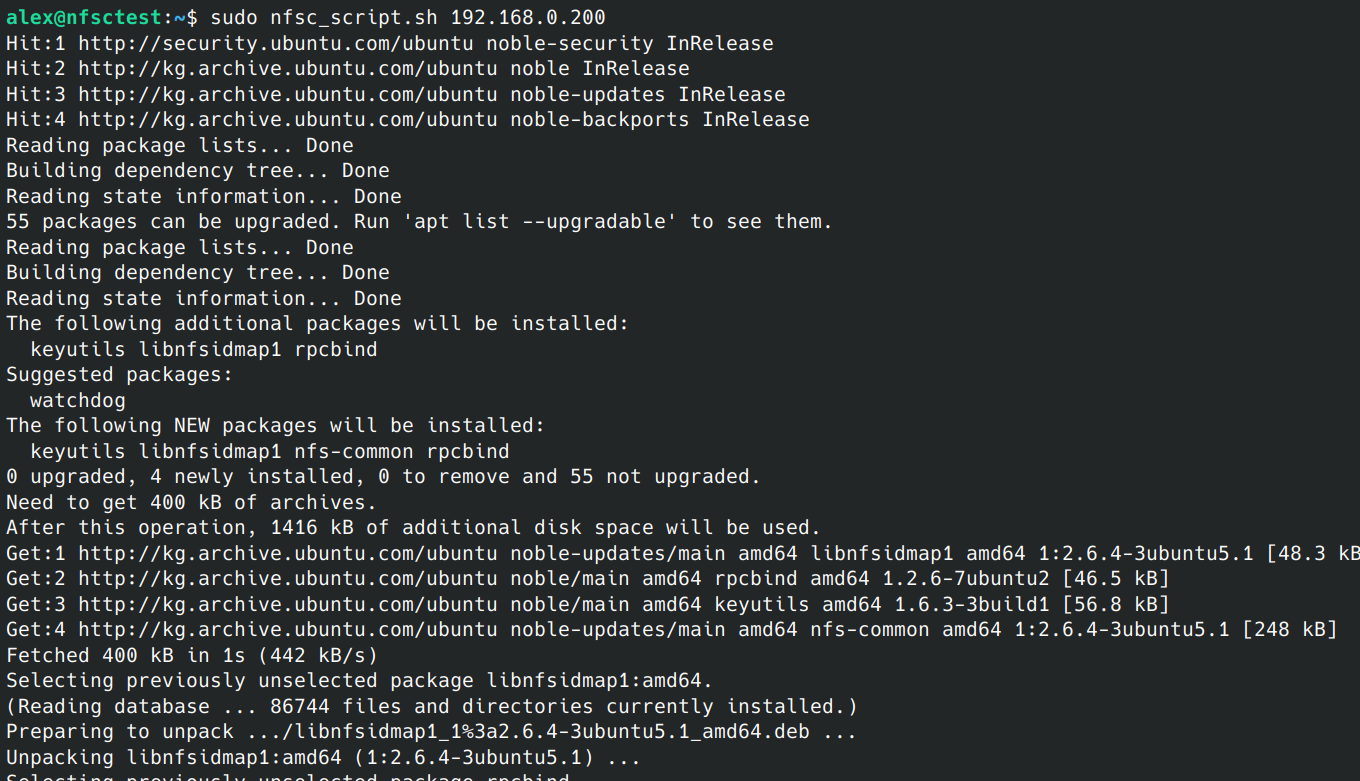 alex@nfsctest:~$ sudo nfsc_script.sh 192.168.0.200
Hit:1 http://security.ubuntu.com/ubuntu noble-security InRelease
Hit:2 http://kg.archive.ubuntu.com/ubuntu noble InRelease
Hit:3 http://kg.archive.ubuntu.com/ubuntu noble-updates InRelease
Hit:4 http://kg.archive.ubuntu.com/ubuntu noble-backports InRelease
Reading package lists... Done
Building dependency tree... Done
Reading state information... Done
55 packages can be upgraded. Run 'apt list --upgradable' to see them.
Reading package lists... Done
Building dependency tree... Done
Reading state information... Done
The following additional packages will be installed:
  keyutils libnfsidmap1 rpcbind
Suggested packages:
  watchdog
The following NEW packages will be installed:
  keyutils libnfsidmap1 nfs-common rpcbind
0 upgraded, 4 newly installed, 0 to remove and 55 not upgraded.
Need to get 400 kB of archives.
After this operation, 1416 kB of additional disk space will be used.
Get:1 http://kg.archive.ubuntu.com/ubuntu noble-updates/main amd64 libnfsidmap1 amd64 1:2.6.4-3ubuntu5.1 [48.3 kB
Get:2 http://kg.archive.ubuntu.com/ubuntu noble/main amd64 rpcbind amd64 1.2.6-7ubuntu2 [46.5 kB]
Get:3 http://kg.archive.ubuntu.com/ubuntu noble/main amd64 keyutils amd64 1.6.3-3build1 [56.8 kB]
Get:4 http://kg.archive.ubuntu.com/ubuntu noble-updates/main amd64 nfs-common amd64 1:2.6.4-3ubuntu5.1 [248 kB]
Fetched 400 kB in 1s (442 kB/s)
Selecting previously unselected package libnfsidmap1:amd64.
(Reading database ... 86744 files and directories currently installed.)
Preparing to unpack .../libnfsidmap1_1%3a2.6.4-3ubuntu5.1_amd64.deb ...
Unpacking libnfsidmap1:amd64 (1:2.6.4-3ubuntu5.1) ...
Selecting previously unselected package rpcbind